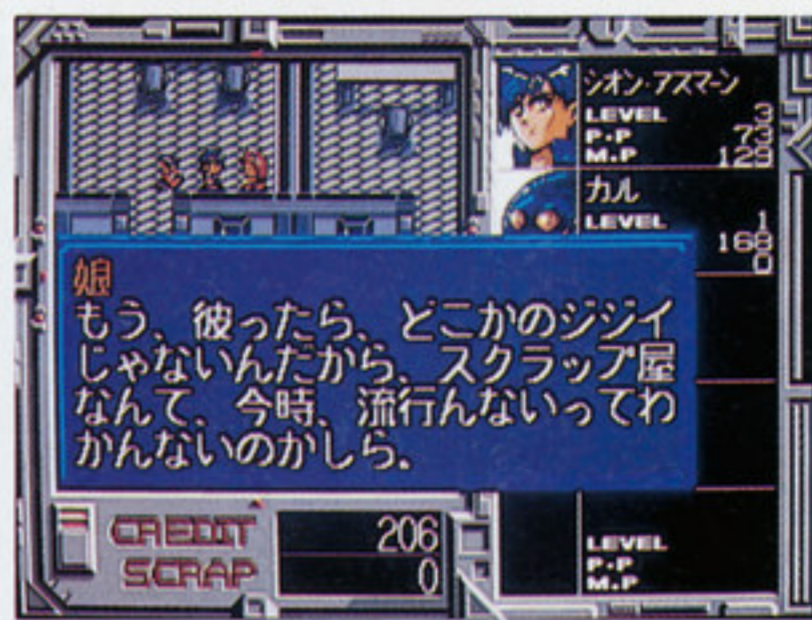 シオン・アスマーン
LEVEL 3
P.P 73
M.P 128
カル
LEVEL 1
168
0
娘
もう、彼ったら、どこかのジジイ
じゃないんだから、スクラップ屋
なんて、今時、流行んないってわ
かんないのかしら。
CREDIT 206
SCRAP 0
LEVEL
P.P
M.P